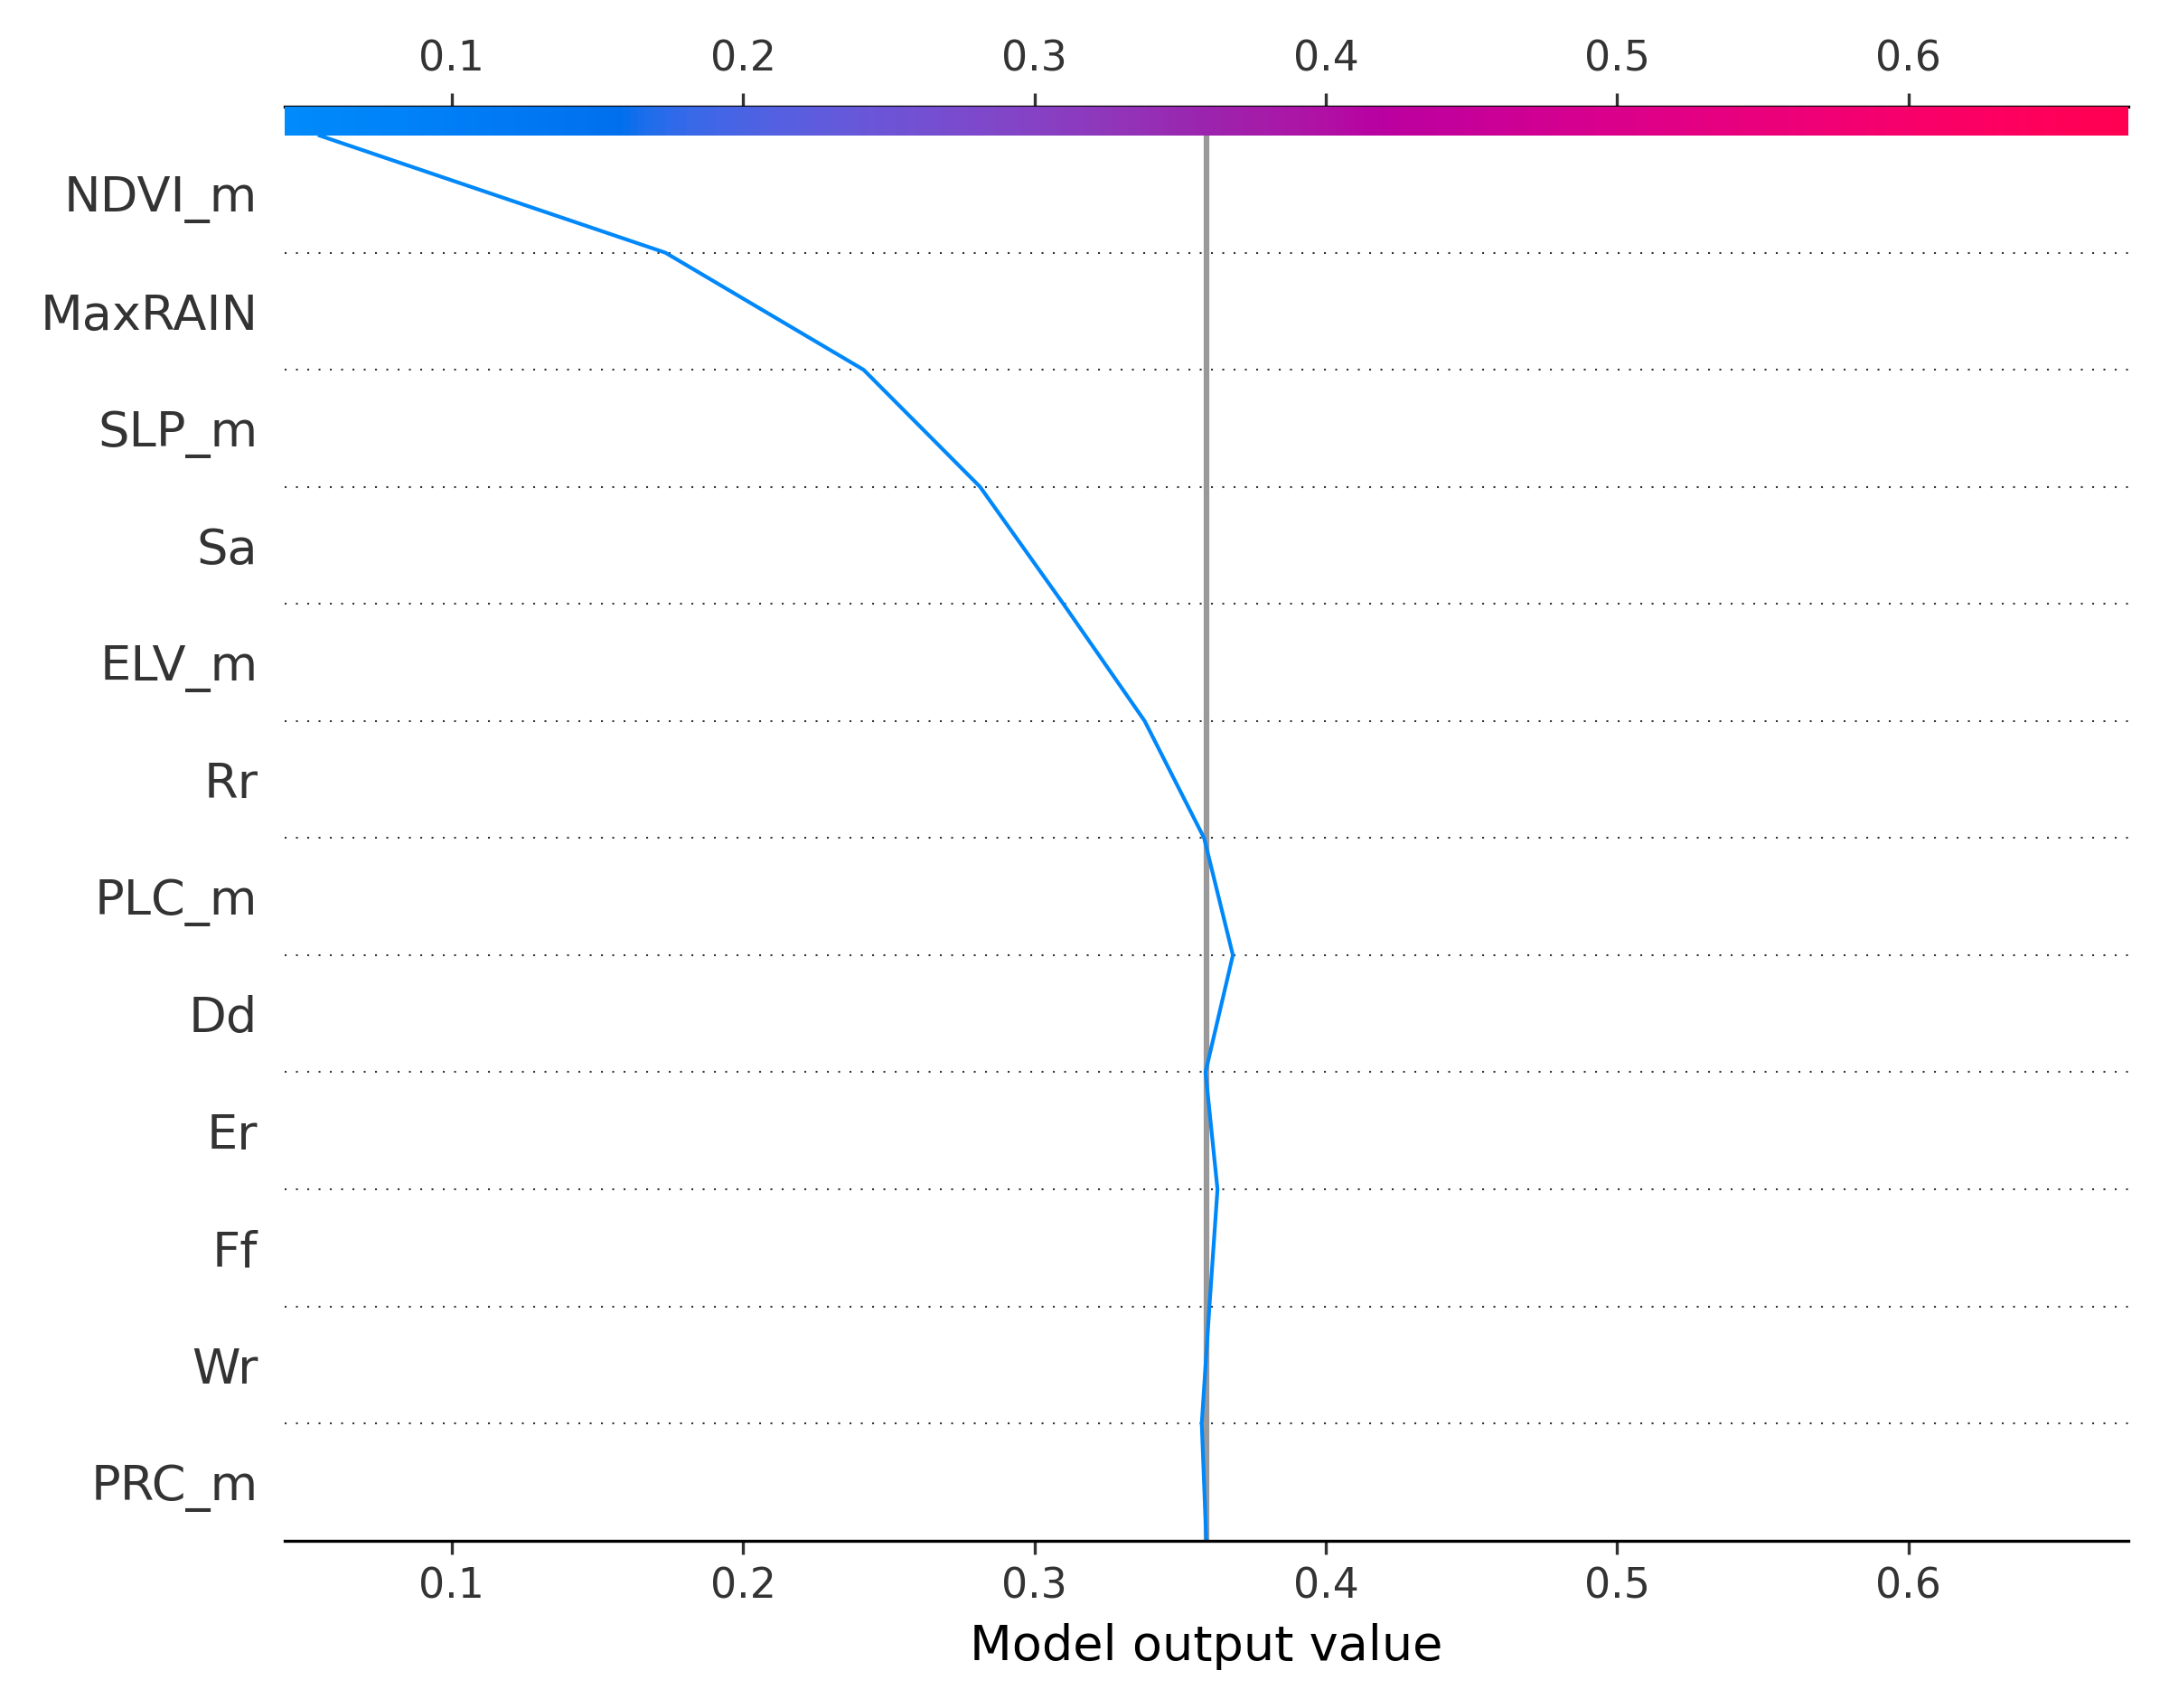 0.1 0.2 0.3 0.4 0.5 0.6
NDVI_m
MaxRAIN
SLP_m
Sa
ELV_m
Rr
PLC_m
Dd
Er
Ff
Wr
PRC_m
0.1 0.2 0.3 0.4 0.5 0.6
Model output value